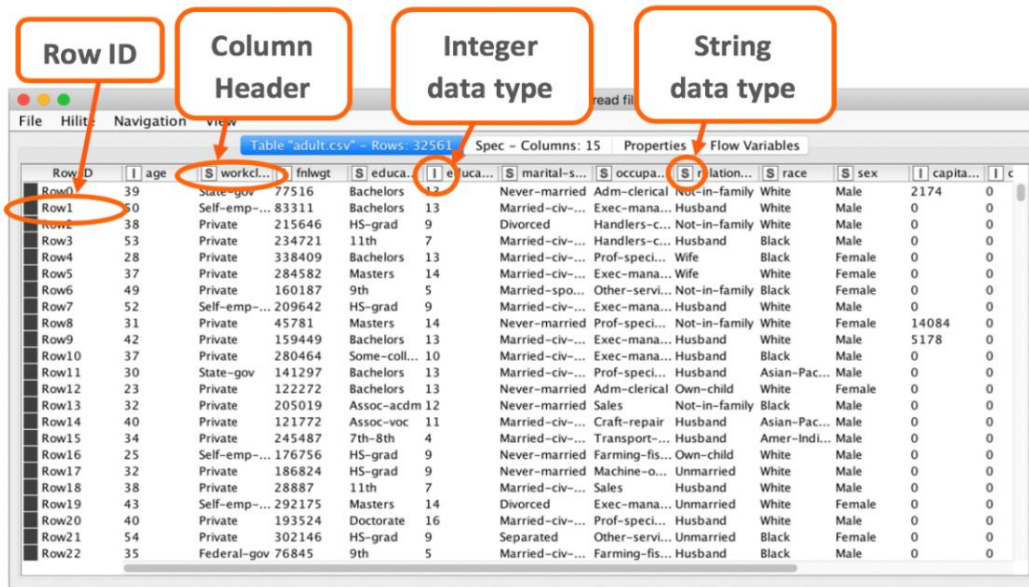 Row ID
Column
Header
Integer
data type
String
data type
read fil
File Hilite Navigation View
Table "adult.csv" – Rows: 32561 Spec – Columns: 15 Properties Flow Variables
Row ID I age S workcl... I fnlwgt S educa... I educa... S marital-s... S occupa... S relation... S race S sex I capita... I c
Row0 39 State-gov 77516 Bachelors 13 Never-married Adm-clerical Not-in-family White Male 2174 0
Row1 50 Self-emp-... 83311 Bachelors 13 Married-civ-... Exec-mana... Husband White Male 0 0
Row2 38 Private 215646 HS-grad 9 Divorced Handlers-c... Not-in-family White Male 0 0
Row3 53 Private 234721 11th 7 Married-civ-... Handlers-c... Husband Black Male 0 0
Row4 28 Private 338409 Bachelors 13 Married-civ-... Prof-speci... Wife Black Female 0 0
Row5 37 Private 284582 Masters 14 Married-civ-... Exec-mana... Wife White Female 0 0
Row6 49 Private 160187 9th 5 Married-spo... Other-servi... Not-in-family Black Female 0 0
Row7 52 Self-emp-... 209642 HS-grad 9 Married-civ-... Exec-mana... Husband White Male 0 0
Row8 31 Private 45781 Masters 14 Never-married Prof-speci... Not-in-family White Female 14084 0
Row9 42 Private 159449 Bachelors 13 Married-civ-... Exec-mana... Husband White Male 5178 0
Row10 37 Private 280464 Some-coll... 10 Married-civ-... Exec-mana... Husband Black Male 0 0
Row11 30 State-gov 141297 Bachelors 13 Married-civ-... Prof-speci... Husband Asian-Pac... Male 0 0
Row12 23 Private 122272 Bachelors 13 Never-married Adm-clerical Own-child White Female 0 0
Row13 32 Private 205019 Assoc-acdm 12 Never-married Sales Not-in-family Black Male 0 0
Row14 40 Private 121772 Assoc-voc 11 Married-civ-... Craft-repair Husband Asian-Pac... Male 0 0
Row15 34 Private 245487 7th-8th 4 Married-civ-... Transport-... Husband Amer-Indi... Male 0 0
Row16 25 Self-emp-... 176756 HS-grad 9 Never-married Farming-fis... Own-child White Male 0 0
Row17 32 Private 186824 HS-grad 9 Never-married Machine-o... Unmarried White Male 0 0
Row18 38 Private 28887 11th 7 Married-civ-... Sales Husband White Male 0 0
Row19 43 Self-emp-... 292175 Masters 14 Divorced Exec-mana... Unmarried White Female 0 0
Row20 40 Private 193524 Doctorate 16 Married-civ-... Prof-speci... Husband White Male 0 0
Row21 54 Private 302146 HS-grad 9 Separated Other-servi... Unmarried Black Female 0 0
Row22 35 Federal-gov 76845 9th 5 Married-civ-... Farming-fis... Husband Black Male 0 0